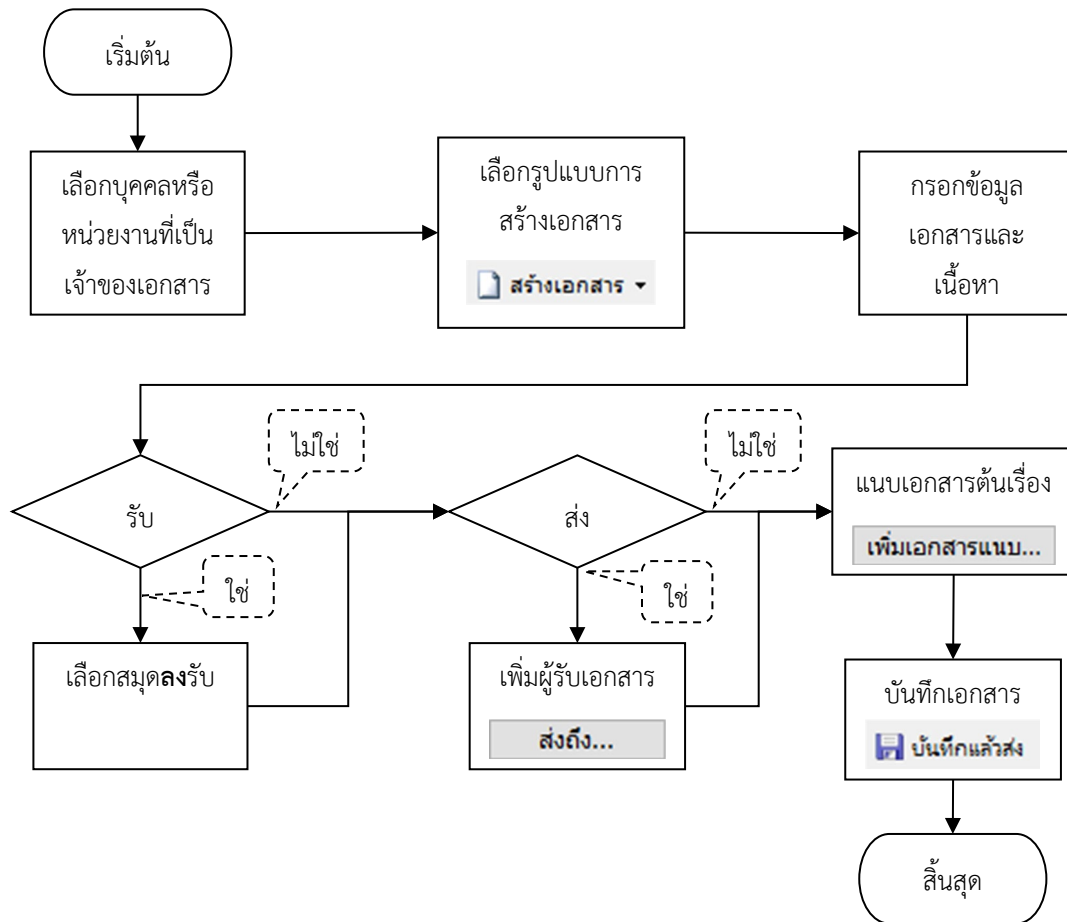 เริ่มต้น
เลือกบุคคลหรือ
หน่วยงานที่เป็น
เจ้าของเอกสาร
เลือกรูปแบบการ
สร้างเอกสาร
สร้างเอกสาร
กรอกข้อมูล
เอกสารและ
เนื้อหา
รับ
ไม่ใช่
ใช่
เลือกสมุดลงรับ
ส่ง
ไม่ใช่
ใช่
เพิ่มผู้รับเอกสาร
ส่งถึง...
แนบเอกสารต้นเรื่อง
เพิ่มเอกสารแนบ...
บันทึกเอกสาร
บันทึกแล้วส่ง
สิ้นสุด